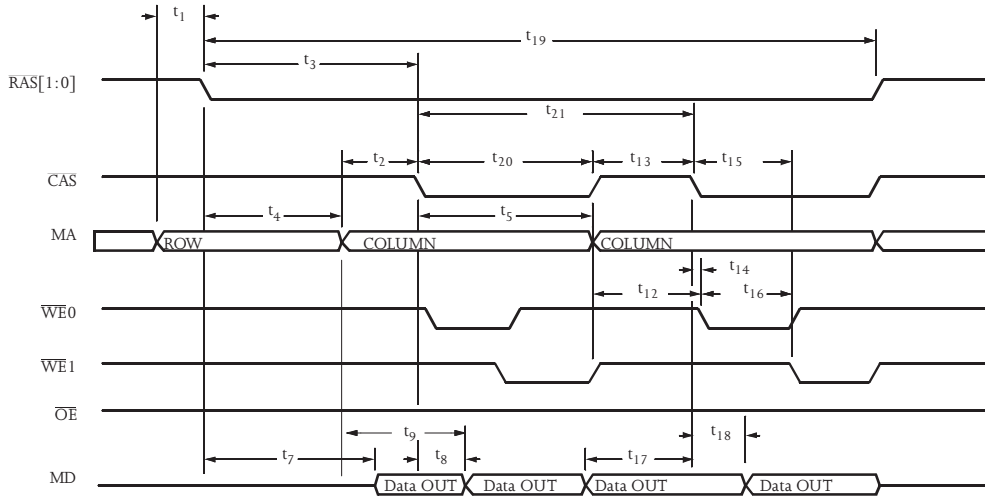 t1
t19
t3
RAS[1:0]
t21
t2 t20 t13 t15
CAS
t4 t5
MA ROW COLUMN COLUMN
t14
t12 t16
WE0
WE1
OE
t9 t18
t7 t8 t17
MD Data OUT Data OUT Data OUT Data OUT